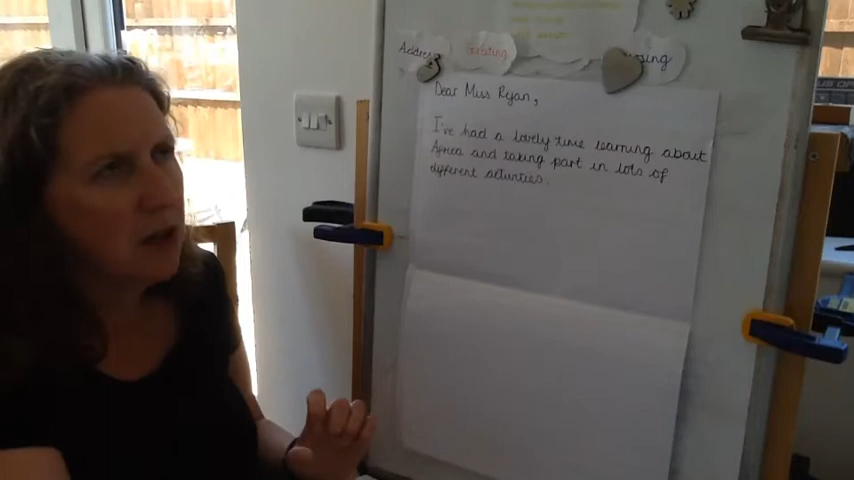 Address
Greeting
Dear Miss Ryan,
I've had a lovely time learning about
Africa and taking part in lots of
different activities.